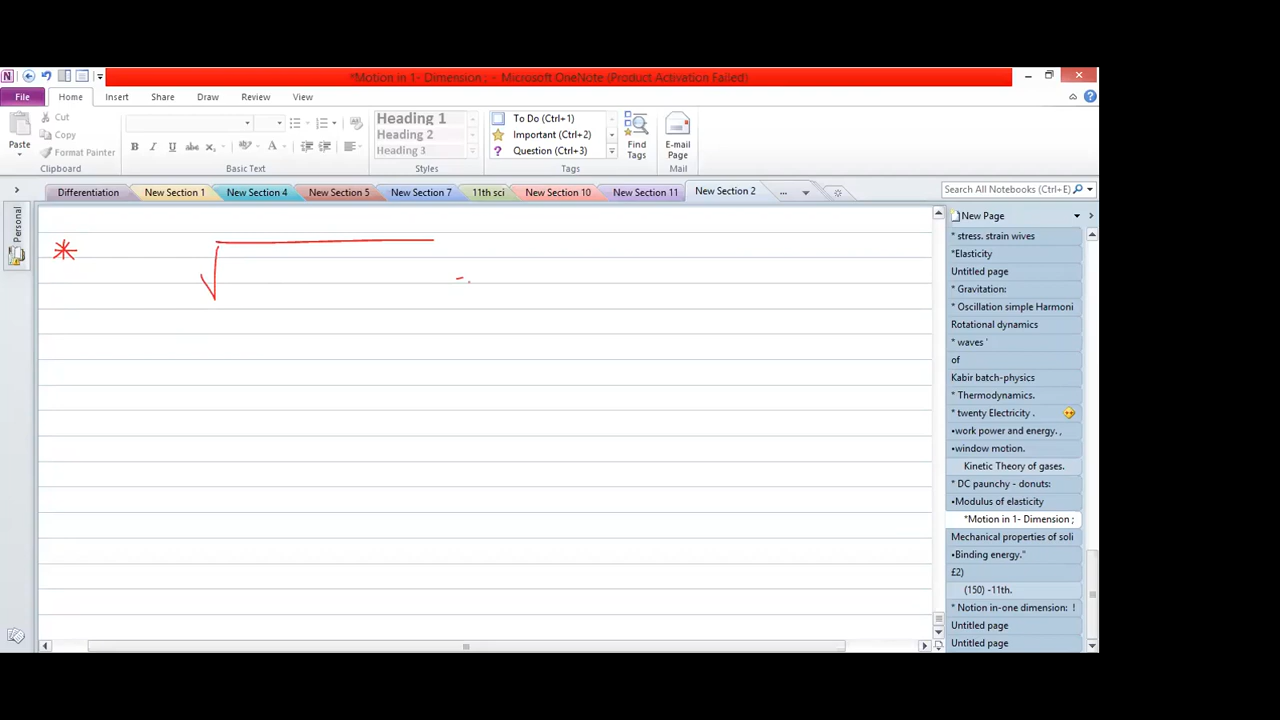 *Motion in 1- Dimension ; - Microsoft OneNote (Product Activation Failed)
File Home Insert Share Draw Review View
Paste
Cut
Copy
Format Painter
Clipboard
B I U abc
Basic Text
Heading 1
Heading 2
Heading 3
Styles
To Do (Ctrl+1)
Important (Ctrl+2)
Question (Ctrl+3)
Tags
Find Tags
E-mail Page
Mail
Differentiation New Section 1 New Section 4 New Section 5 New Section 7 11th sci New Section 10 New Section 11 New Section 2 ...
Search All Notebooks (Ctrl+E)
Personal
* √ -
New Page
* stress. strain wives
*Elasticity
Untitled page
* Gravitation:
* Oscillation simple Harmoni
Rotational dynamics
* waves '
of
Kabir batch-physics
* Thermodynamics.
* twenty Electricity .
•work power and energy. ,
•window motion.
Kinetic Theory of gases.
* DC paunchy - donuts:
•Modulus of elasticity
*Motion in 1- Dimension ;
Mechanical properties of soli
•Binding energy."
£2)
(150) -11th.
* Notion in-one dimension: !
Untitled page
Untitled page